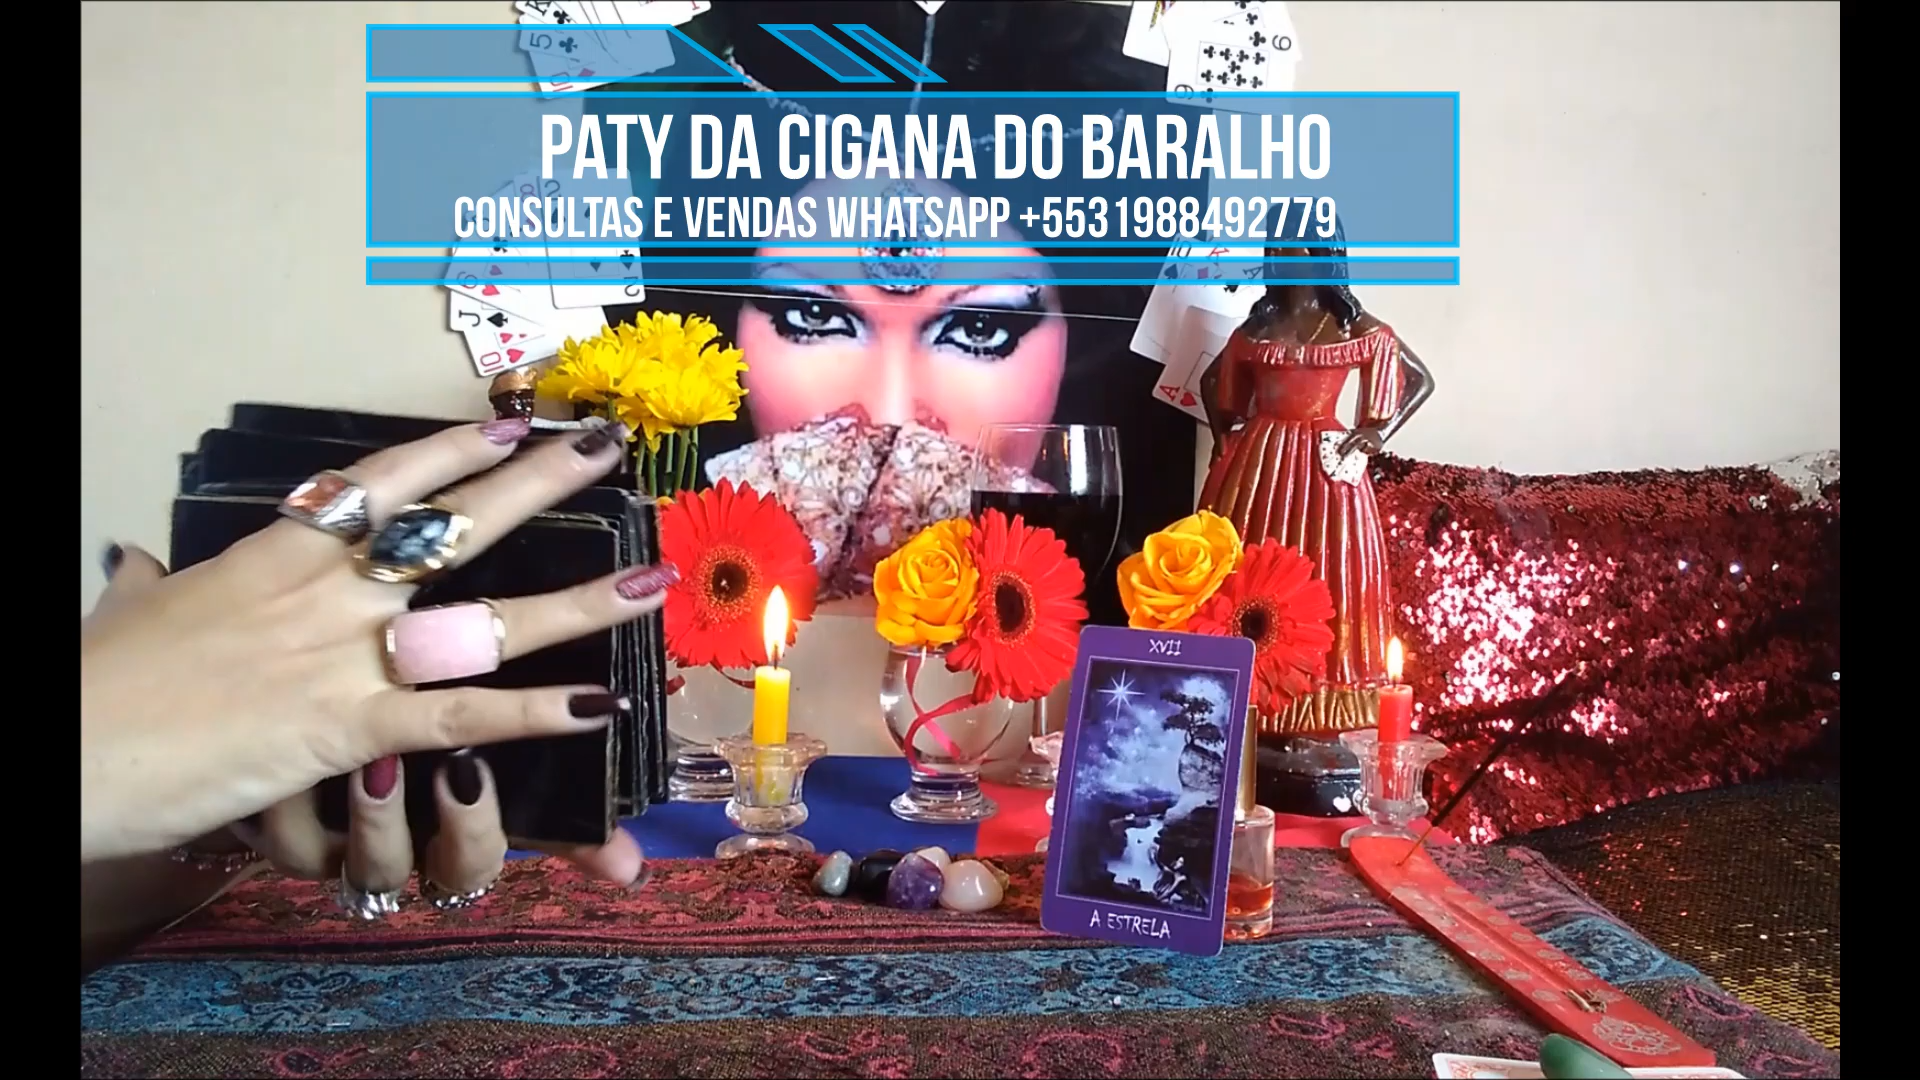 PATY DA CIGANA DO BARALHO
CONSULTAS E VENDAS WHATSAPP +5531988492779
XVII
A ESTRELA